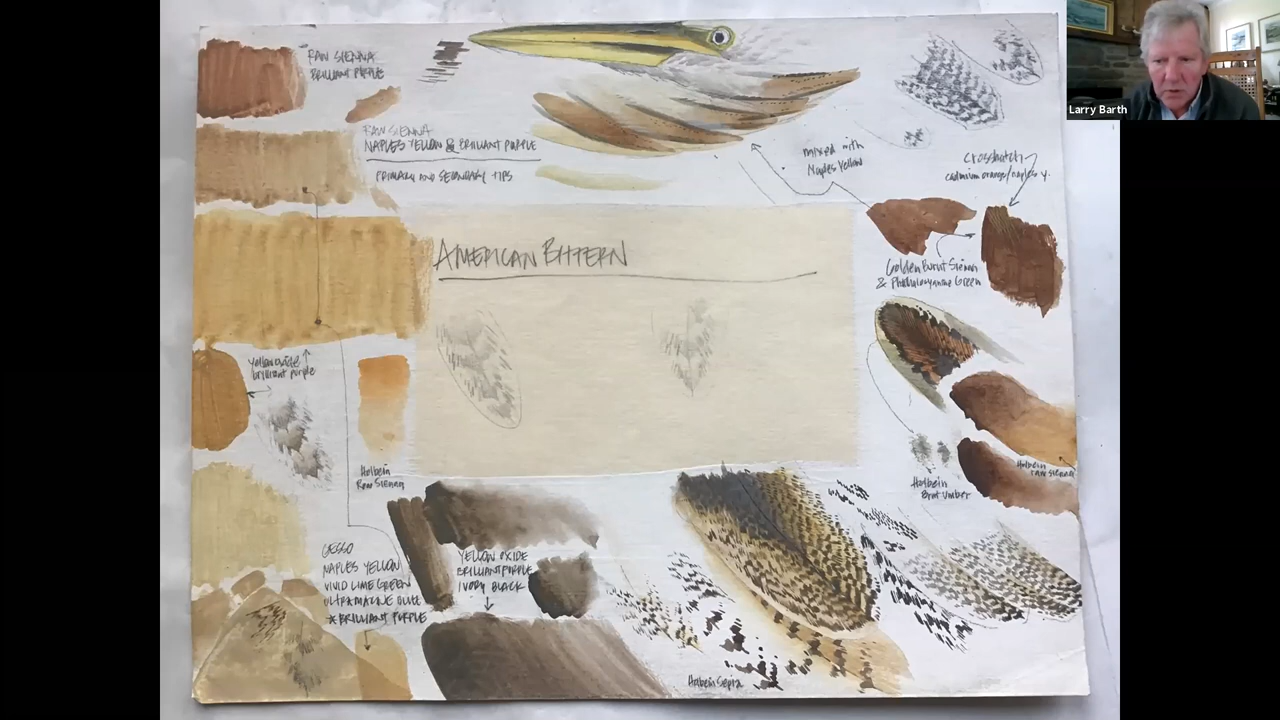 Larry Barth
RAW SIENNA
BRILLIANT PURPLE
RAW SIENNA
NAPLES YELLOW & BRILLIANT PURPLE
PRIMARY AND SECONDARY TIPS
mixed with
Naples Yellow
Crosshatch
cadmium orange/naples y.
Golden Burnt Sienna
& Phthalocyanine Green
AMERICAN BITTERN
Yellow oxide
brilliant purple
Holbein
Raw Sienna
Holbein
raw sienna
Holbein
Burnt Umber
GESSO
NAPLES YELLOW
VIVID LIME GREEN
ULTRAMARINE BLUE
*BRILLIANT PURPLE
YELLOW OXIDE
BRILLIANT PURPLE
IVORY BLACK
Holbein Sepia